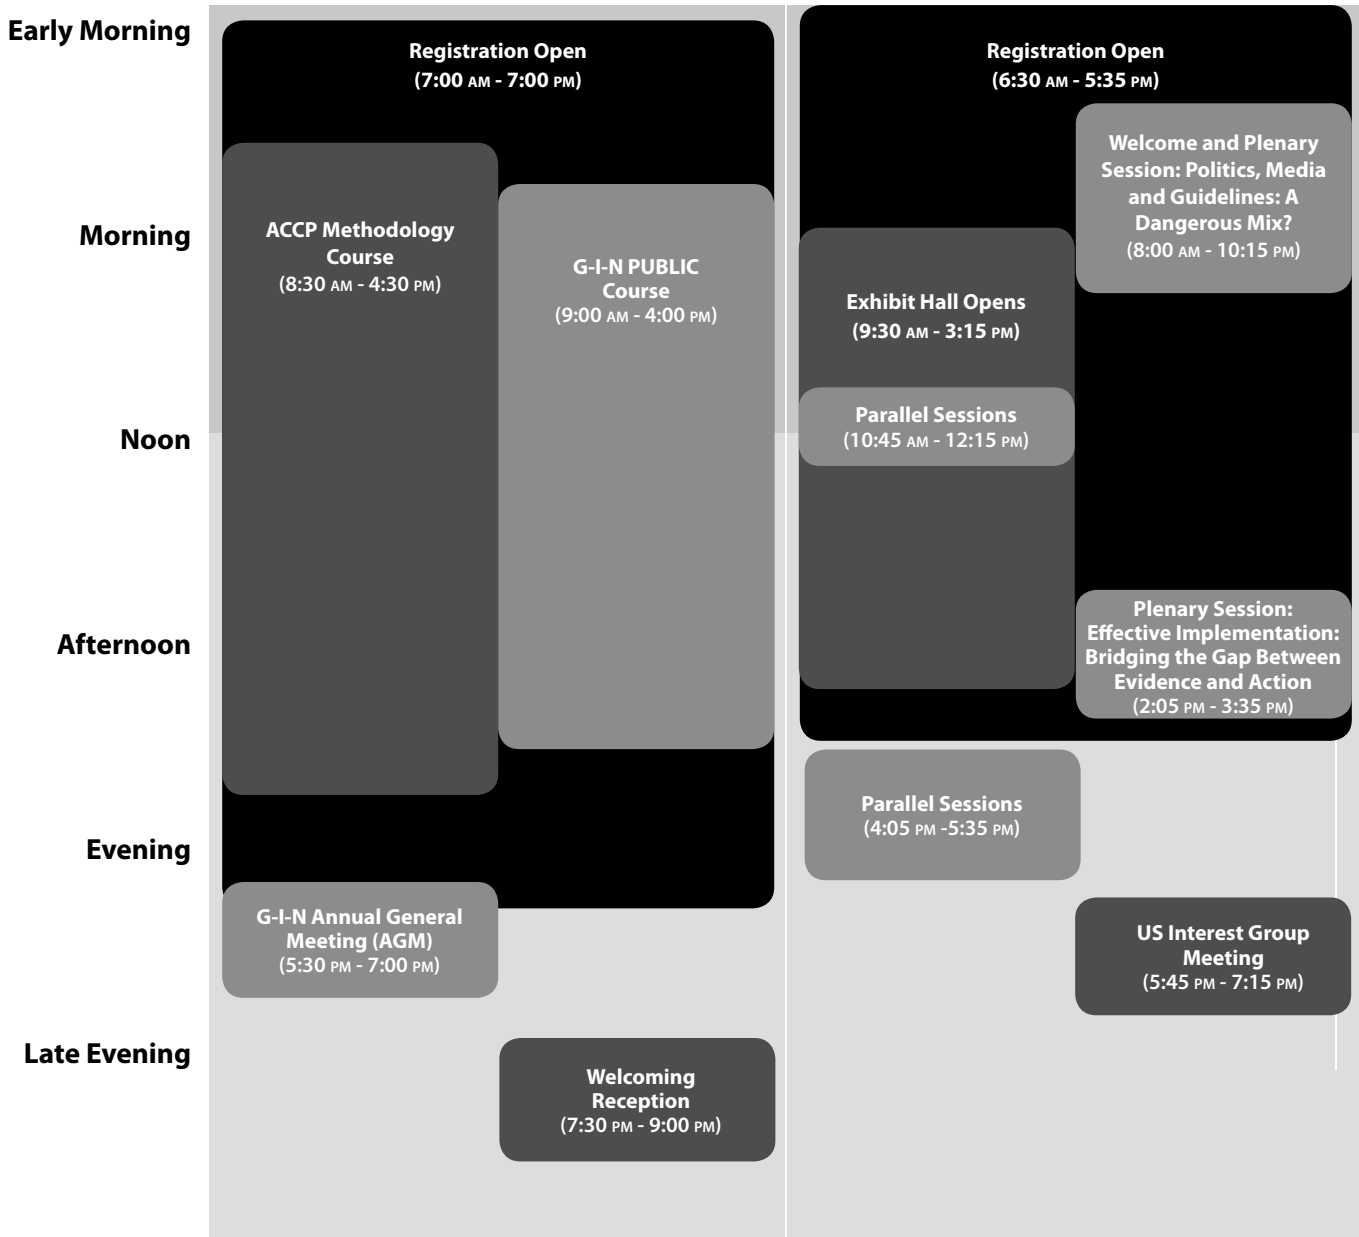 Early Morning
Morning
Noon
Afternoon
Evening
Late Evening
Registration Open
(7:00 AM - 7:00 PM)
ACCP Methodology
Course
(8:30 AM - 4:30 PM)
G-I-N PUBLIC
Course
(9:00 AM - 4:00 PM)
G-I-N Annual General
Meeting (AGM)
(5:30 PM - 7:00 PM)
Welcoming
Reception
(7:30 PM - 9:00 PM)
Registration Open
(6:30 AM - 5:35 PM)
Welcome and Plenary
Session: Politics, Media
and Guidelines: A
Dangerous Mix?
(8:00 AM - 10:15 PM)
Exhibit Hall Opens
(9:30 AM - 3:15 PM)
Parallel Sessions
(10:45 AM - 12:15 PM)
Plenary Session:
Effective Implementation:
Bridging the Gap Between
Evidence and Action
(2:05 PM - 3:35 PM)
Parallel Sessions
(4:05 PM -5:35 PM)
US Interest Group
Meeting
(5:45 PM - 7:15 PM)